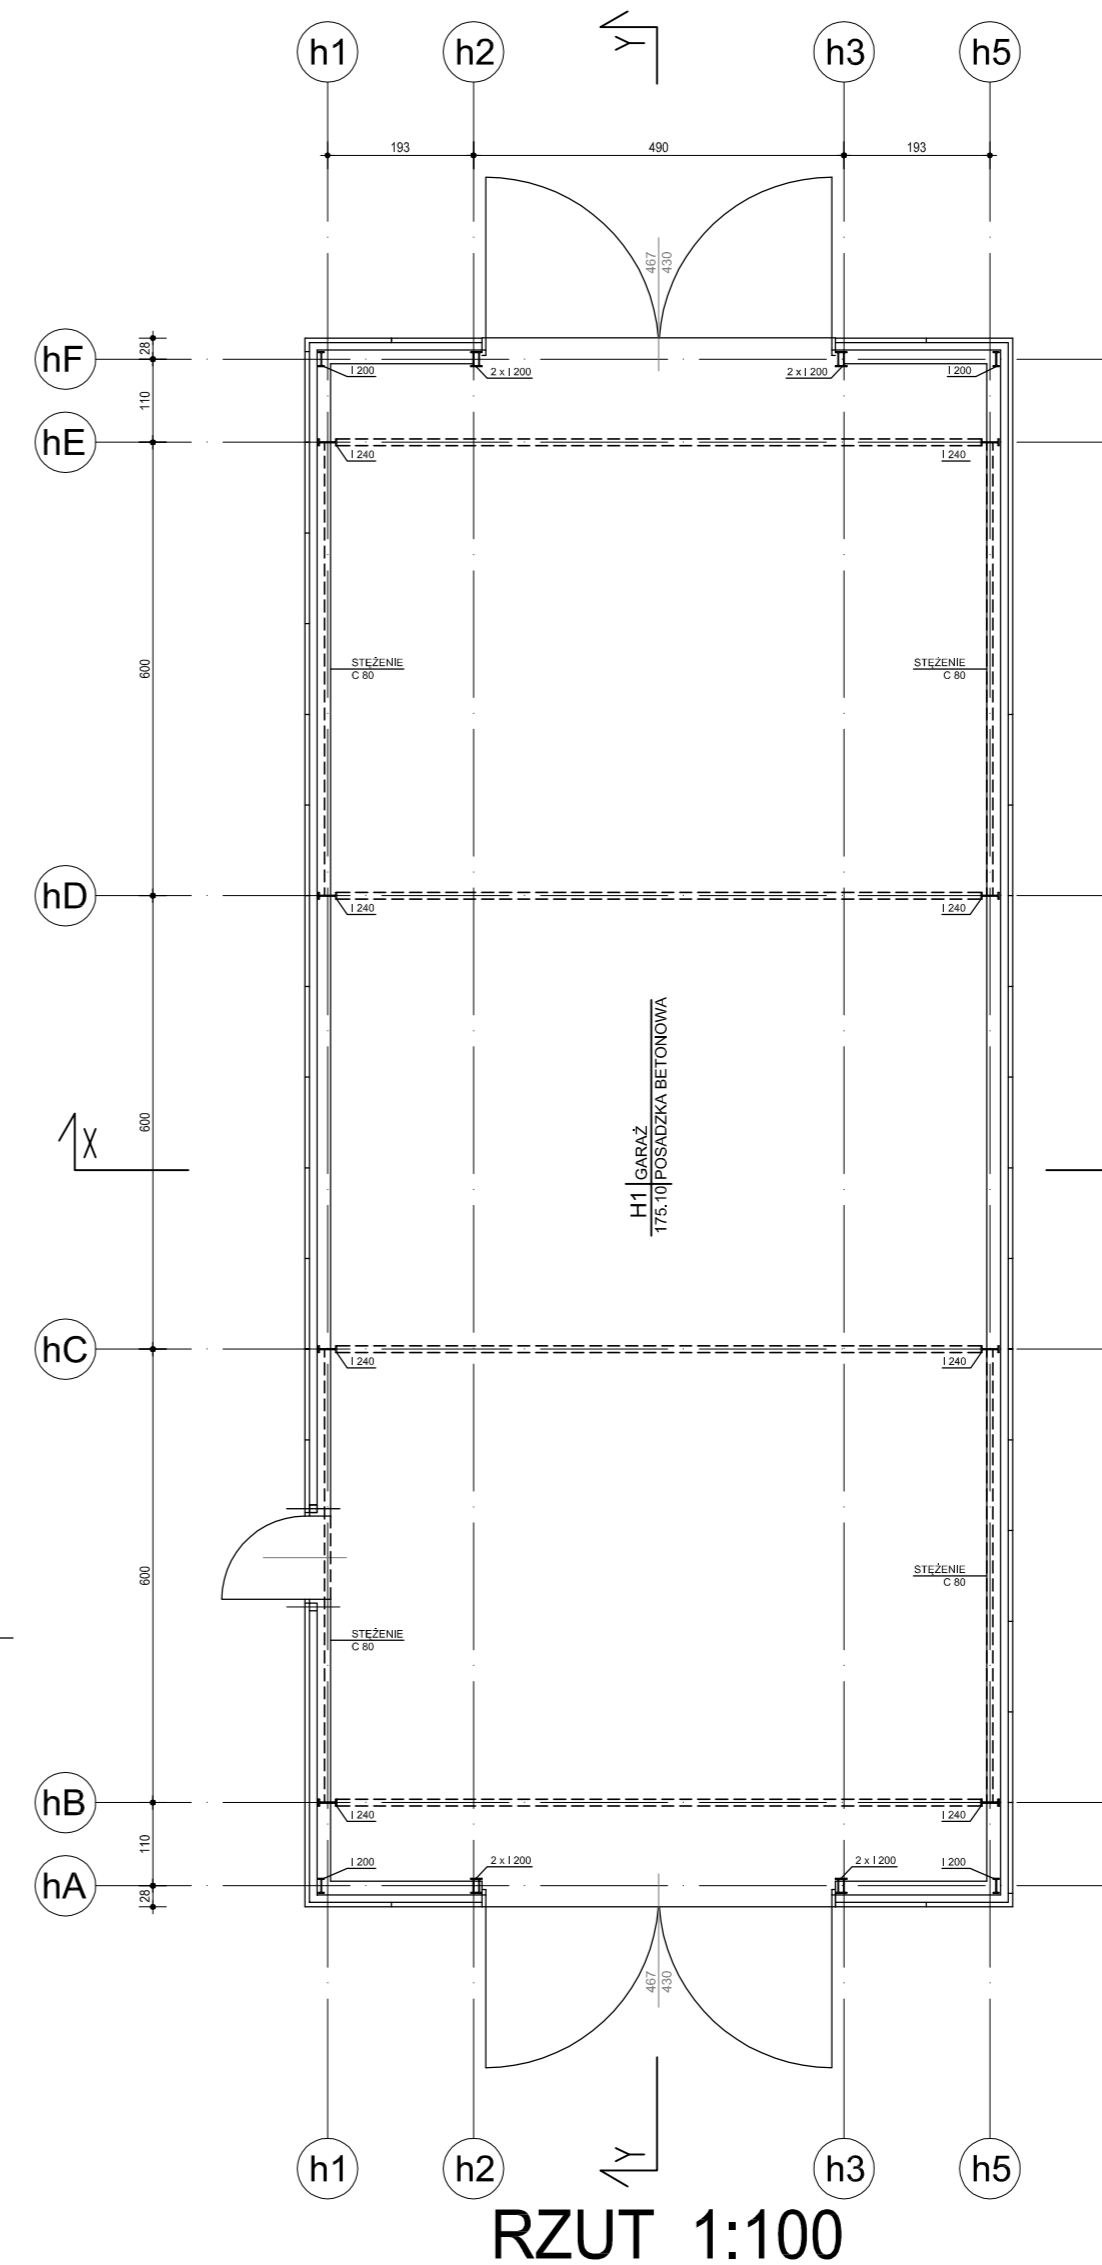 h1 h2 Y h3 h5
193 490 193
467 430
hF 28
I 200 2 x I 200 2 x I 200 I 200
110
hE
I 240 I 240
600
STĘŻENIE STĘŻENIE
C 80 C 80
hD
I 240 I 240
H1 GARAŻ
175.10 POSADZKA BETONOWA
600
X
hC
I 240 I 240
600
STĘŻENIE
C 80
STĘŻENIE
C 80
hB
I 240 I 240
110
I 200 2 x I 200 2 x I 200 I 200
hA
28
467 430
Y
h1 h2 h3 h5
RZUT 1:100